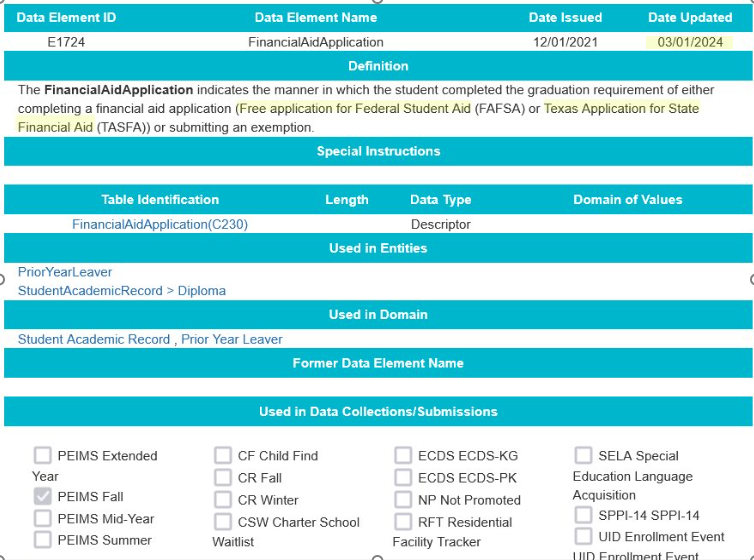 Data Element ID Data Element Name Date Issued Date Updated
E1724 FinancialAidApplication 12/01/2021 03/01/2024
Definition
The FinancialAidApplication indicates the manner in which the student completed the graduation requirement of either
completing a financial aid application (Free application for Federal Student Aid (FAFSA) or Texas Application for State
Financial Aid (TASFA)) or submitting an exemption.
Special Instructions
Table Identification Length Data Type Domain of Values
FinancialAidApplication(C230) Descriptor
Used in Entities
PriorYearLeaver
StudentAcademicRecord > Diploma
Used in Domain
Student Academic Record , Prior Year Leaver
Former Data Element Name
Used in Data Collections/Submissions
PEIMS Extended
Year
PEIMS Fall
PEIMS Mid-Year
PEIMS Summer
CF Child Find
CR Fall
CR Winter
CSW Charter School
Waitlist
ECDS ECDS-KG
ECDS ECDS-PK
NP Not Promoted
RFT Residential
Facility Tracker
SELA Special
Education Language
Acquisition
SPPI-14 SPPI-14
UID Enrollment Event
UID Enrollment Event